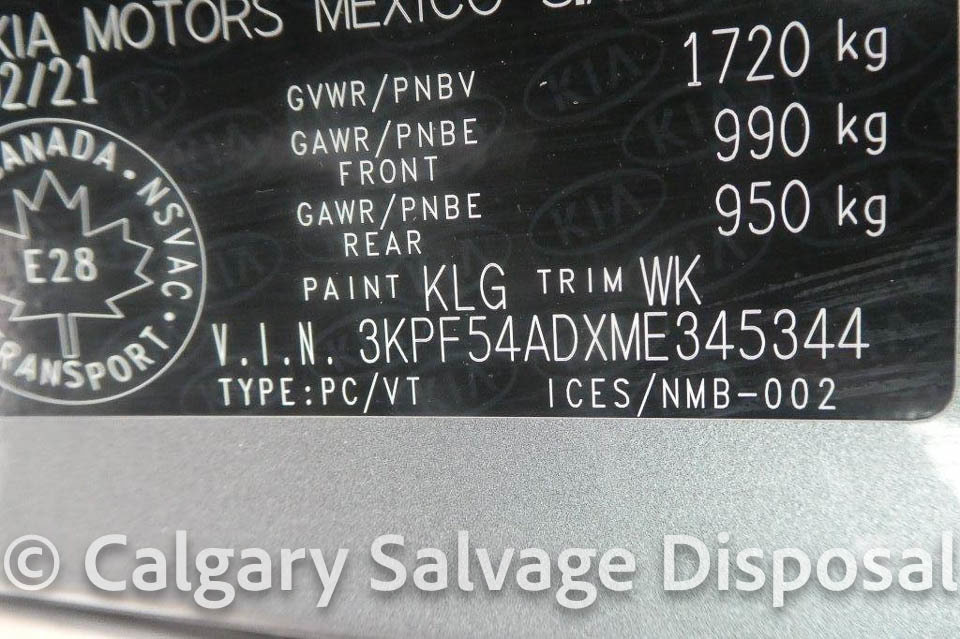 KIA MOTORS MEXICO S.A
02/21
GVWR/PNBV 1720 kg
GAWR/PNBE FRONT 990 kg
GAWR/PNBE REAR 950 kg
CANADA • NSVAC • TRANSPORT
E28
PAINT KLG TRIM WK
V.I.N. 3KPF54ADXME345344
TYPE:PC/VT ICES/NMB-002
© Calgary Salvage Disposal